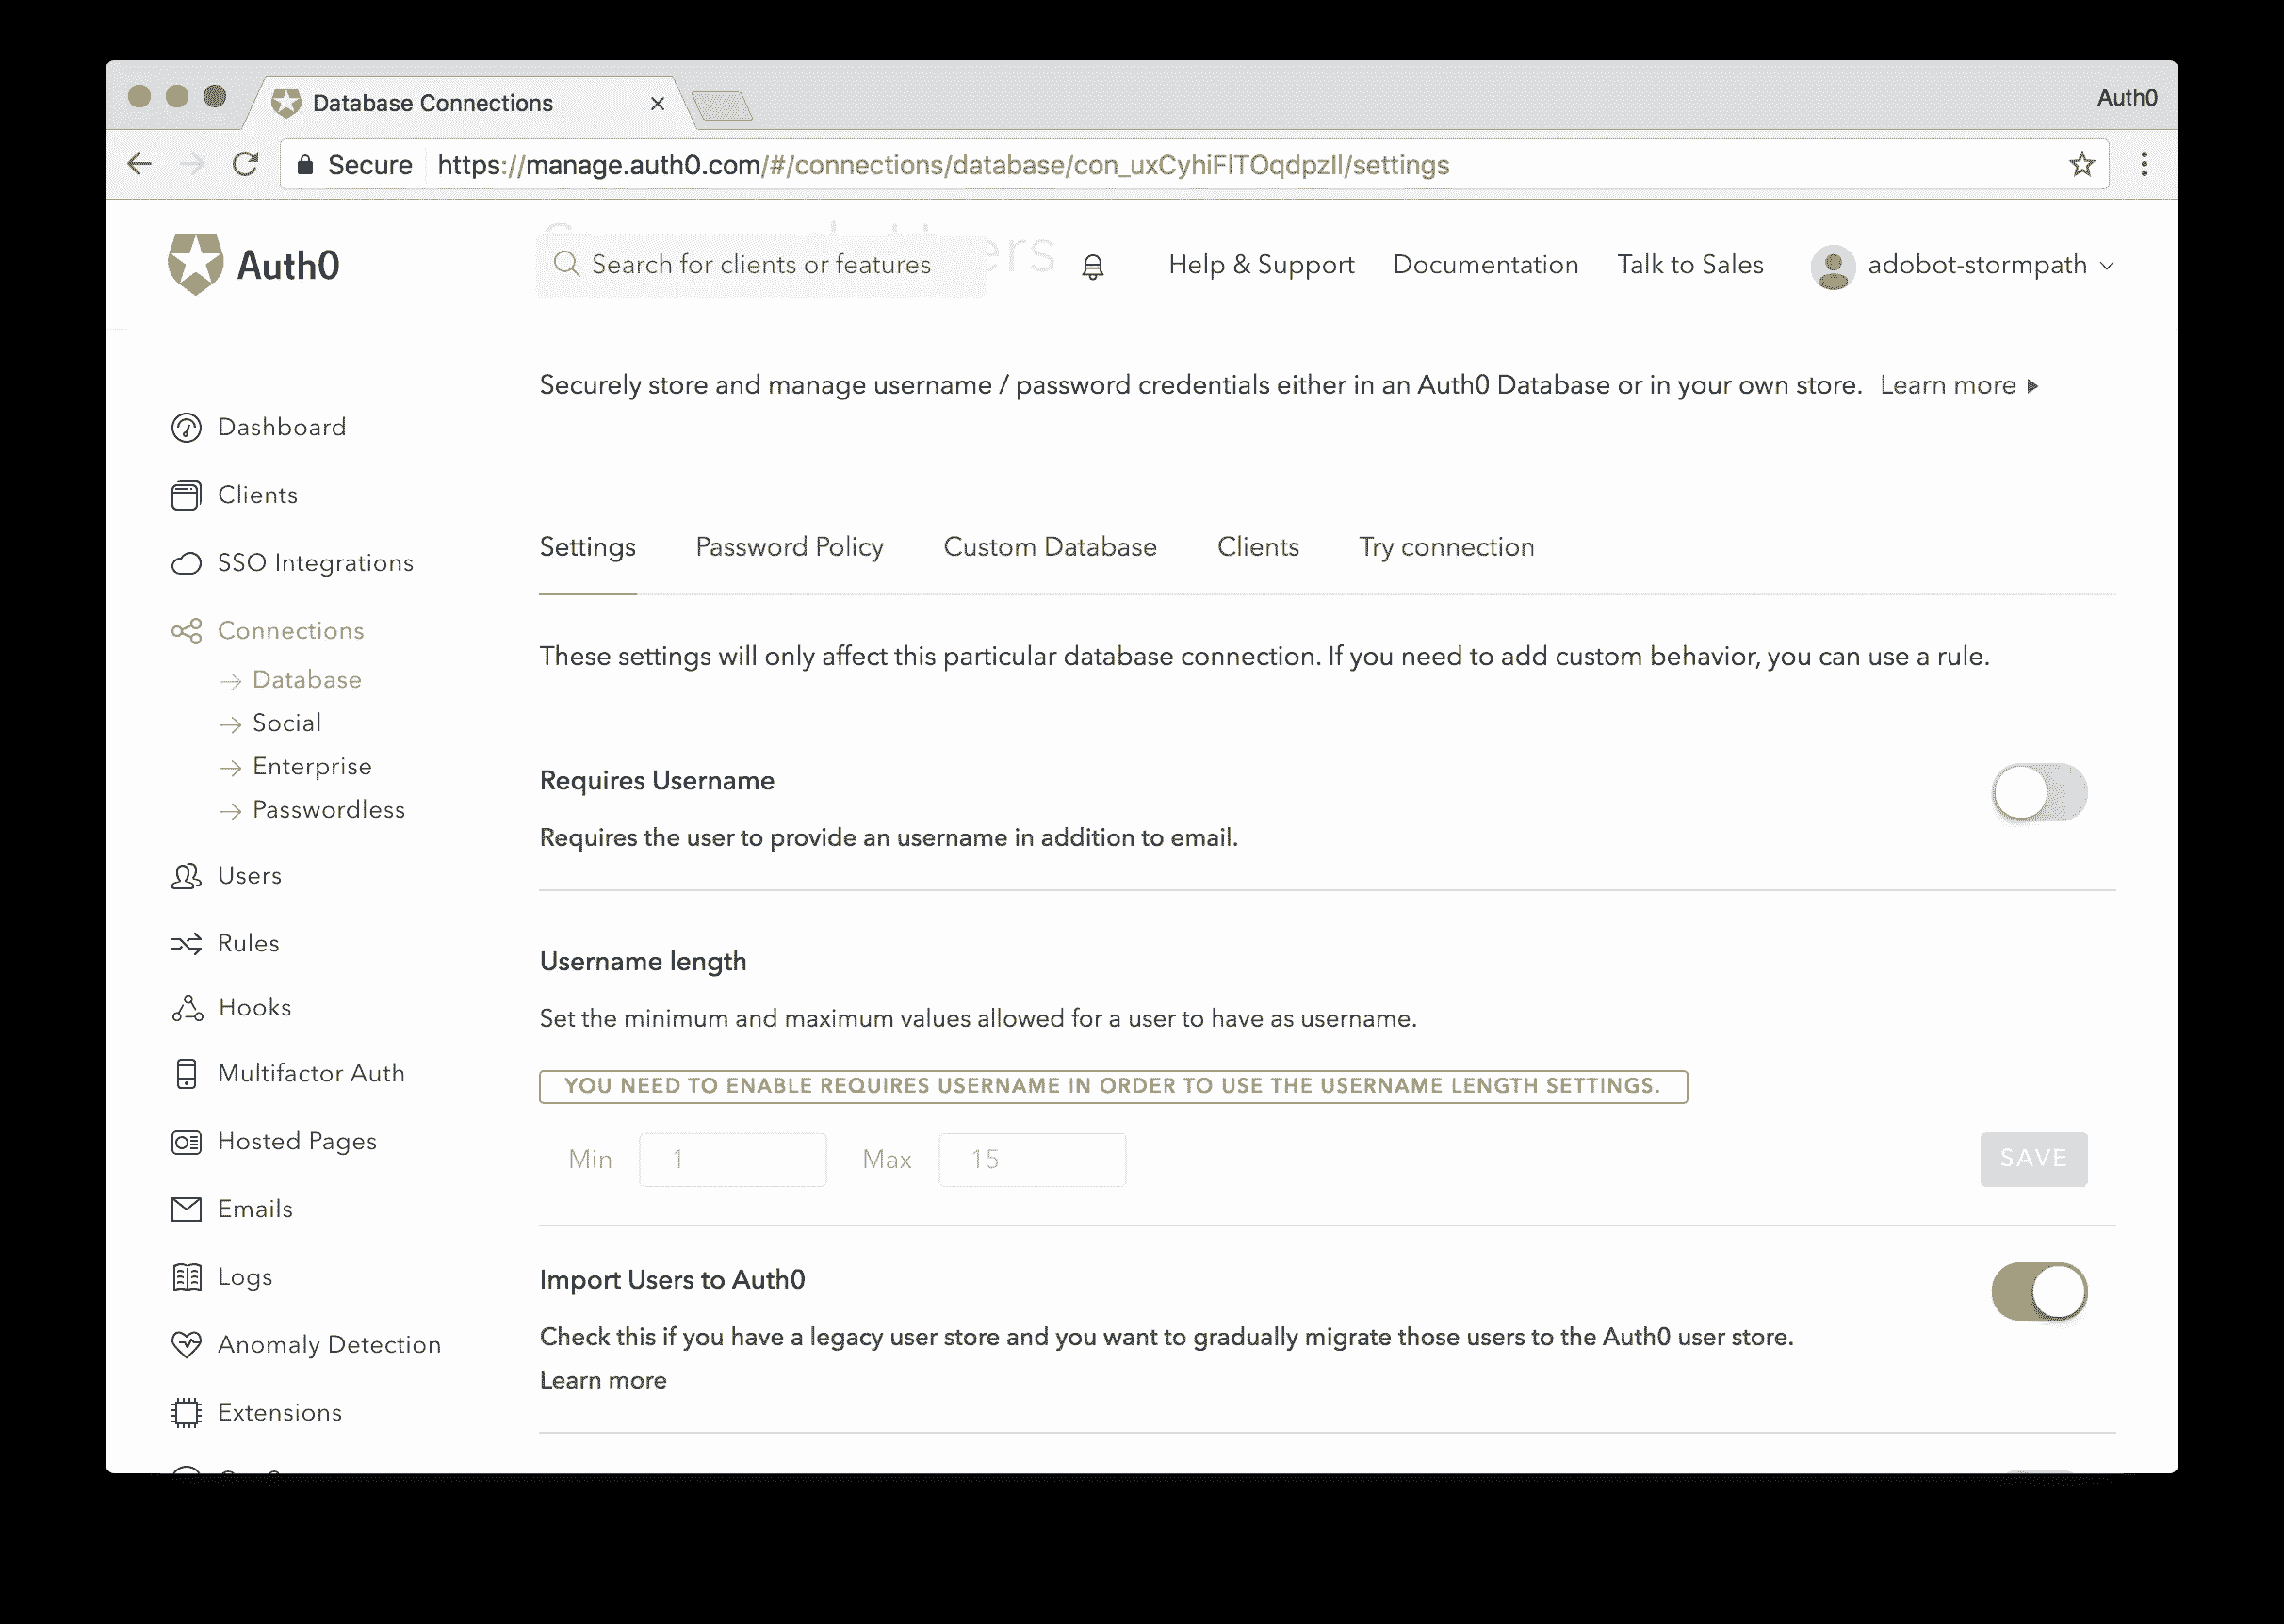 Database Connections
Auth0
Secure https://manage.auth0.com/#/connections/database/con_uxCyhiFlTOqdpzIl/settings
Auth0
Search for clients or features
Help & Support
Documentation
Talk to Sales
adobot-stormpath
Securely store and manage username / password credentials either in an Auth0 Database or in your own store. Learn more
Dashboard
Clients
SSO Integrations
Connections
Database
Social
Enterprise
Passwordless
Users
Rules
Hooks
Multifactor Auth
Hosted Pages
Emails
Logs
Anomaly Detection
Extensions
Settings
Password Policy
Custom Database
Clients
Try connection
These settings will only affect this particular database connection. If you need to add custom behavior, you can use a rule.
Requires Username
Requires the user to provide an username in addition to email.
Username length
Set the minimum and maximum values allowed for a user to have as username.
YOU NEED TO ENABLE REQUIRES USERNAME IN ORDER TO USE THE USERNAME LENGTH SETTINGS.
Min 1 Max 15
SAVE
Import Users to Auth0
Check this if you have a legacy user store and you want to gradually migrate those users to the Auth0 user store.
Learn more